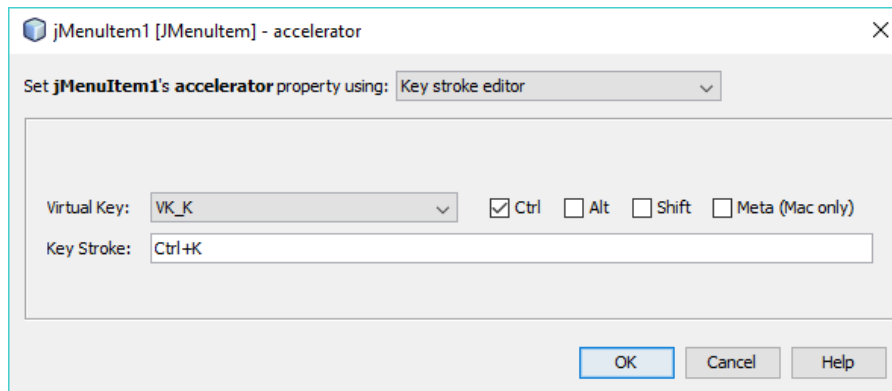 jMenuItem1 [JMenuItem] - accelerator
Set jMenuItem1's accelerator property using: Key stroke editor
Virtual Key: VK_K Ctrl Alt Shift Meta (Mac only)
Key Stroke: Ctrl+K
OK Cancel Help